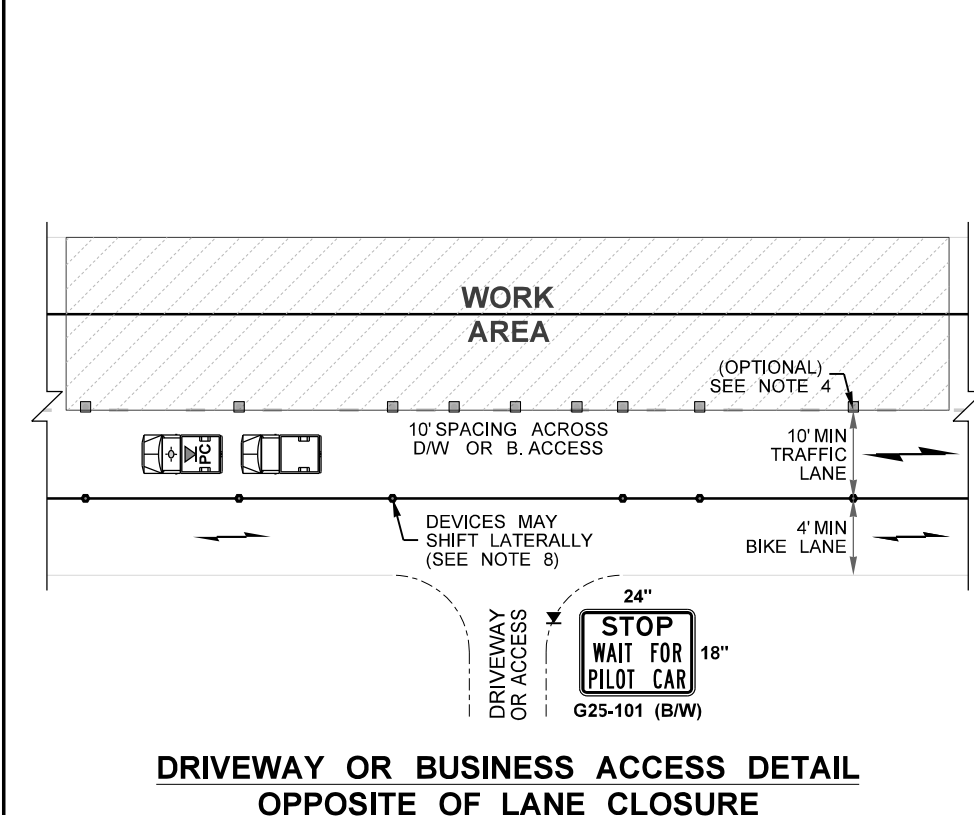 WORK
AREA
(OPTIONAL)
SEE NOTE 4
10' SPACING ACROSS
D/W OR B. ACCESS
10' MIN
TRAFFIC
LANE
PC
DEVICES MAY
SHIFT LATERALLY
(SEE NOTE 8)
4' MIN
BIKE LANE
DRIVEWAY
OR ACCESS
24"
STOP
WAIT FOR
PILOT CAR
18"
G25-101 (B/W)
DRIVEWAY OR BUSINESS ACCESS DETAIL
OPPOSITE OF LANE CLOSURE